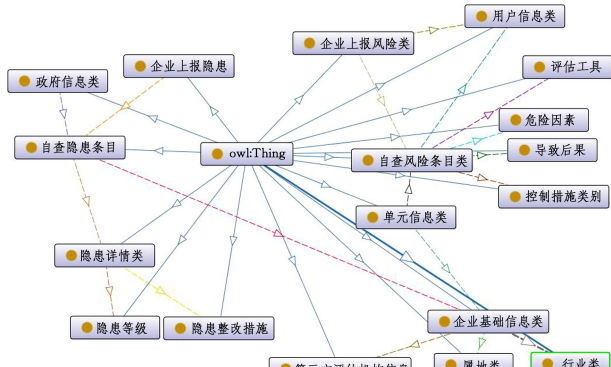 用户信息类
企业上报风险类
企业上报隐患
评估工具
政府信息类
危险因素
自查隐患条目
owl:Thing
自查风险条目类
导致后果
控制措施类别
单元信息类
隐患详情类
隐患等级
隐患整改措施
企业基础信息类
属地类
行业类